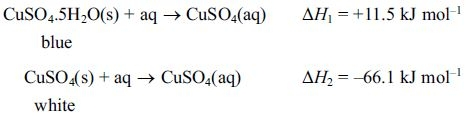 CuSO₄.5H₂O(s) + aq → CuSO₄(aq) ΔH₁ = +11.5 kJ mol⁻¹
blue
CuSO₄(s) + aq → CuSO₄(aq) ΔH₂ = –66.1 kJ mol⁻¹
white